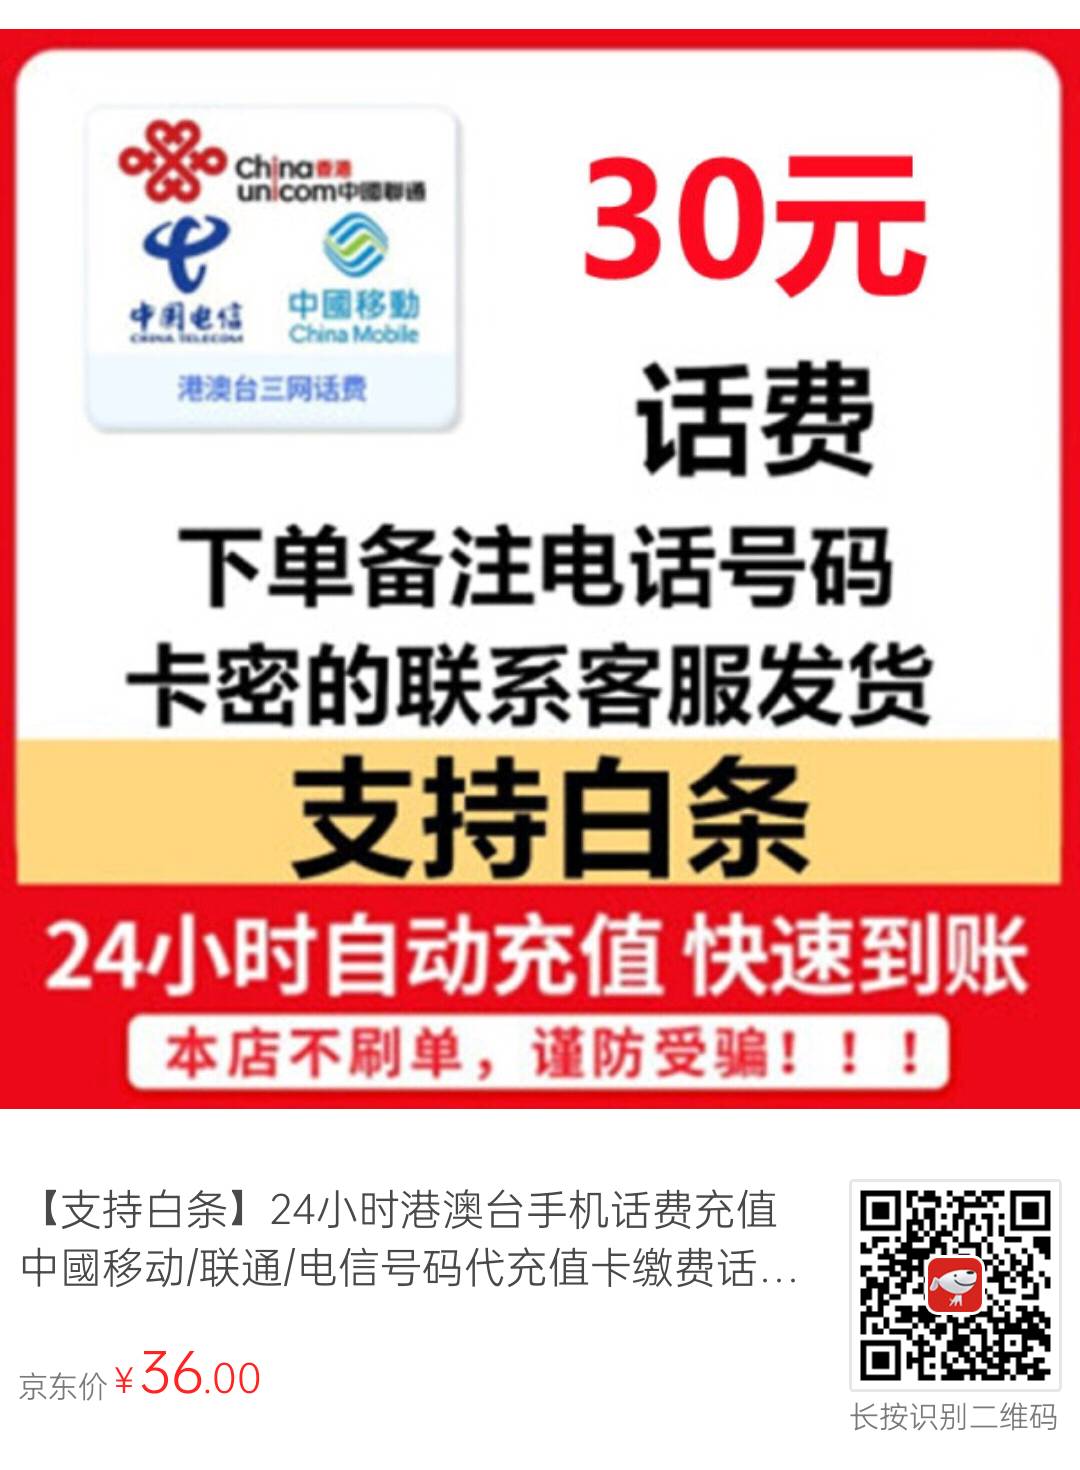 China香港
unicom中國聯通
中国电信
CHINA TELECOM
中國移動
China Mobile
港澳台三网话费
30元
话费
下单备注电话号码
卡密的联系客服发货
支持白条
24小时自动充值 快速到账
本店不刷单，谨防受骗！！！
【支持白条】24小时港澳台手机话费充值
中國移动/联通/电信号码代充值卡缴费话...
京东价 ¥36.00
长按识别二维码